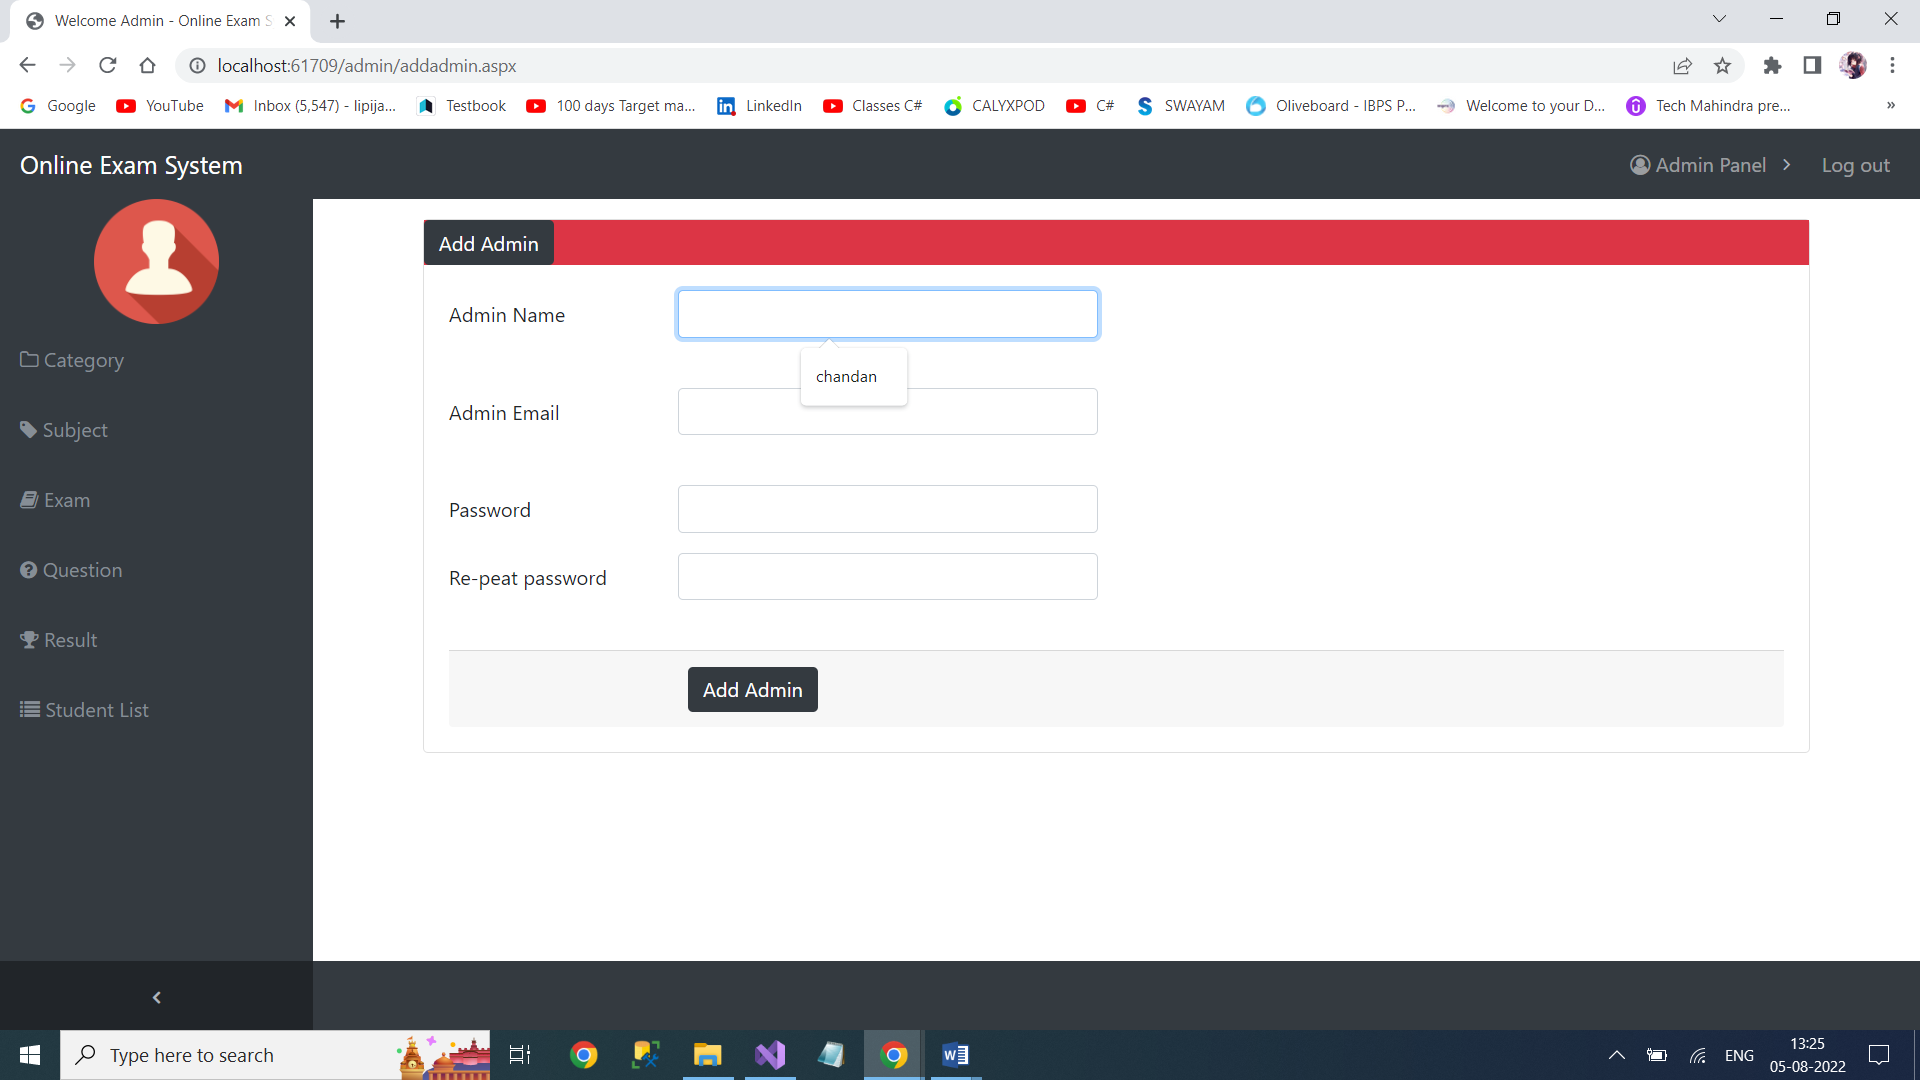 Welcome Admin - Online Exam S
localhost:61709/admin/addadmin.aspx
Google YouTube Inbox (5,547) - lipija... Testbook 100 days Target ma... LinkedIn Classes C# CALYXPOD C# SWAYAM Oliveboard - IBPS P... Welcome to your D... Tech Mahindra pre... »
Online Exam System
Admin Panel
Log out
Category
Subject
Exam
Question
Result
Student List
Add Admin
Admin Name
chandan
Admin Email
Password
Re-peat password
Add Admin
Type here to search
ENG
13:25
05-08-2022